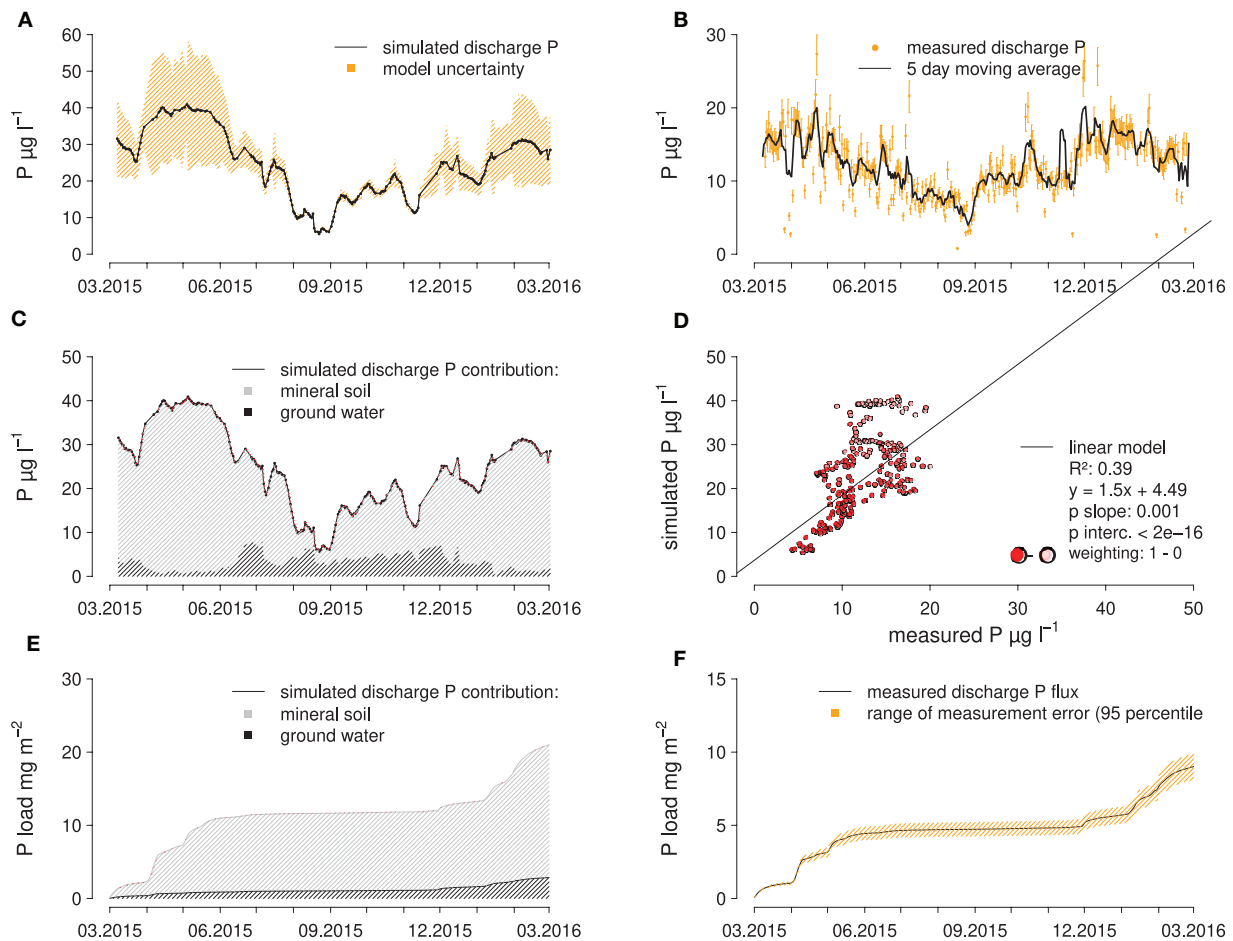 A
P µg l⁻¹
60
50
40
30
20
10
0
simulated discharge P
model uncertainty
03.2015 06.2015 09.2015 12.2015 03.2016
B
P µg l⁻¹
30
20
10
0
measured discharge P
5 day moving average
03.2015 06.2015 09.2015 12.2015 03.2016
C
P µg l⁻¹
50
40
30
20
10
0
simulated discharge P contribution:
mineral soil
ground water
03.2015 06.2015 09.2015 12.2015 03.2016
D
simulated P µg l⁻¹
50
40
30
20
10
0
linear model
R²: 0.39
y = 1.5x + 4.49
p slope: 0.001
p interc. < 2e−16
weighting: 1 - 0
-
0 10 20 30 40 50
measured P µg l⁻¹
E
P load mg m⁻²
30
20
10
0
simulated discharge P contribution:
mineral soil
ground water
03.2015 06.2015 09.2015 12.2015 03.2016
F
P load mg m⁻²
15
10
5
0
measured discharge P flux
range of measurement error (95 percentile
03.2015 06.2015 09.2015 12.2015 03.2016